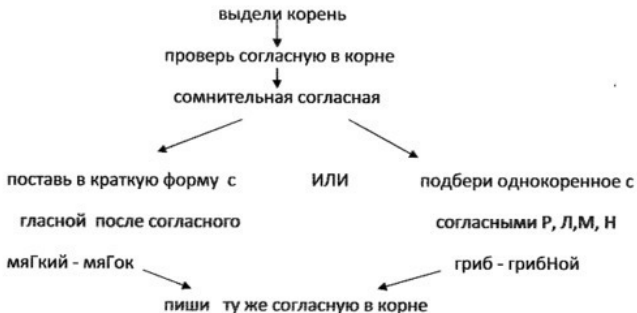 выдели корень
проверь согласную в корне
сомнительная согласная
поставь в краткую форму с ИЛИ подбери однокоренное с
гласной после согласного согласными Р, Л,М, Н
мяГкий - мяГок гриб - грибНой
пиши ту же согласную в корне